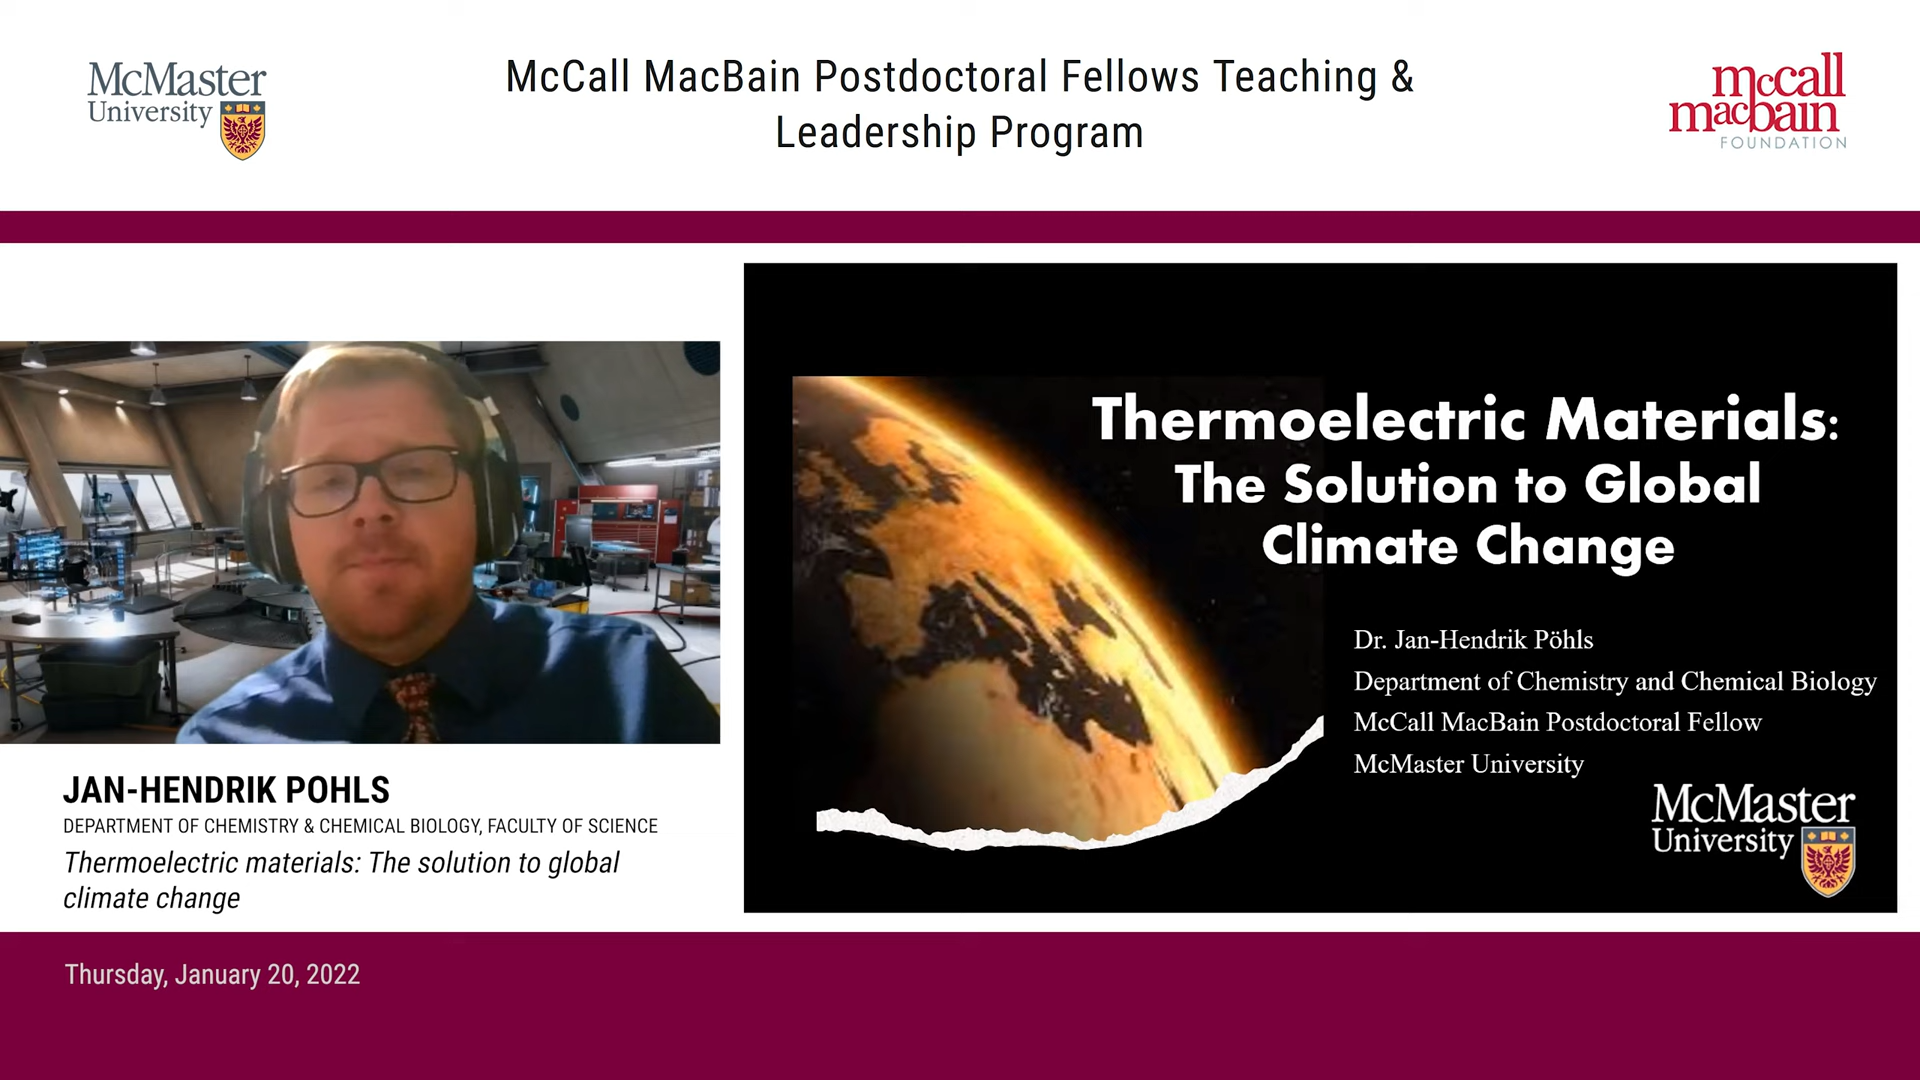 McMaster
University
McCall MacBain Postdoctoral Fellows Teaching &
Leadership Program
mccall
macbain
FOUNDATION
Thermoelectric Materials:
The Solution to Global
Climate Change
Dr. Jan-Hendrik Pöhls
Department of Chemistry and Chemical Biology
McCall MacBain Postdoctoral Fellow
McMaster University
McMaster
University
JAN-HENDRIK POHLS
DEPARTMENT OF CHEMISTRY & CHEMICAL BIOLOGY, FACULTY OF SCIENCE
Thermoelectric materials: The solution to global
climate change
Thursday, January 20, 2022